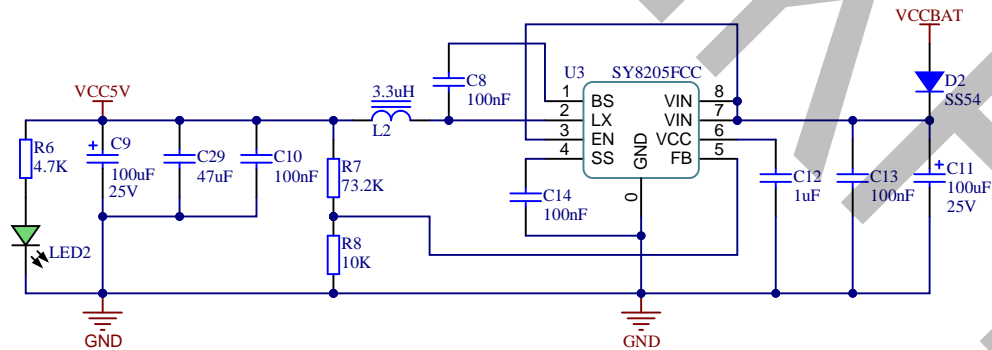 VCCBAT
D2
SS54
U3
SY8205FCC
VCC5V
3.3uH
L2
C8
100nF
1
2
3
4
BS
LX
EN
SS
GND
0
VIN
VIN
VCC
FB
8
7
6
5
R6
4.7K
LED2
C9
100uF
25V
C29
47uF
C10
100nF
R7
73.2K
R8
10K
C14
100nF
C12
1uF
C13
100nF
C11
100uF
25V
GND
GND